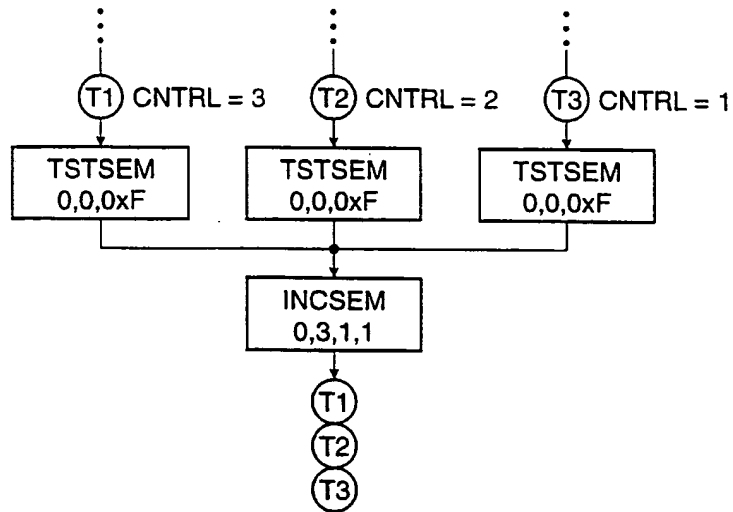 T1 CNTRL = 3
T2 CNTRL = 2
T3 CNTRL = 1
TSTSEM
0,0,0xF
TSTSEM
0,0,0xF
TSTSEM
0,0,0xF
INCSEM
0,3,1,1
T1
T2
T3